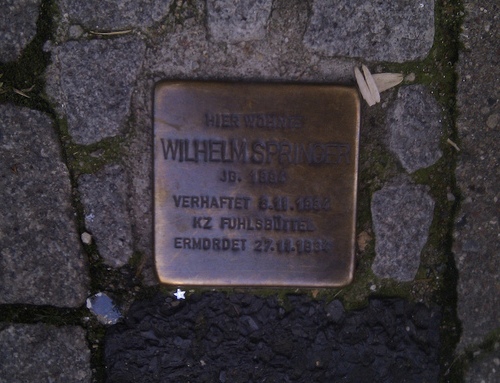 HIER WOHNTE
WILHELM SPRINGER
JG.
VERHAFTET
KZ FUHLSBÜTTEL
ERMORDET